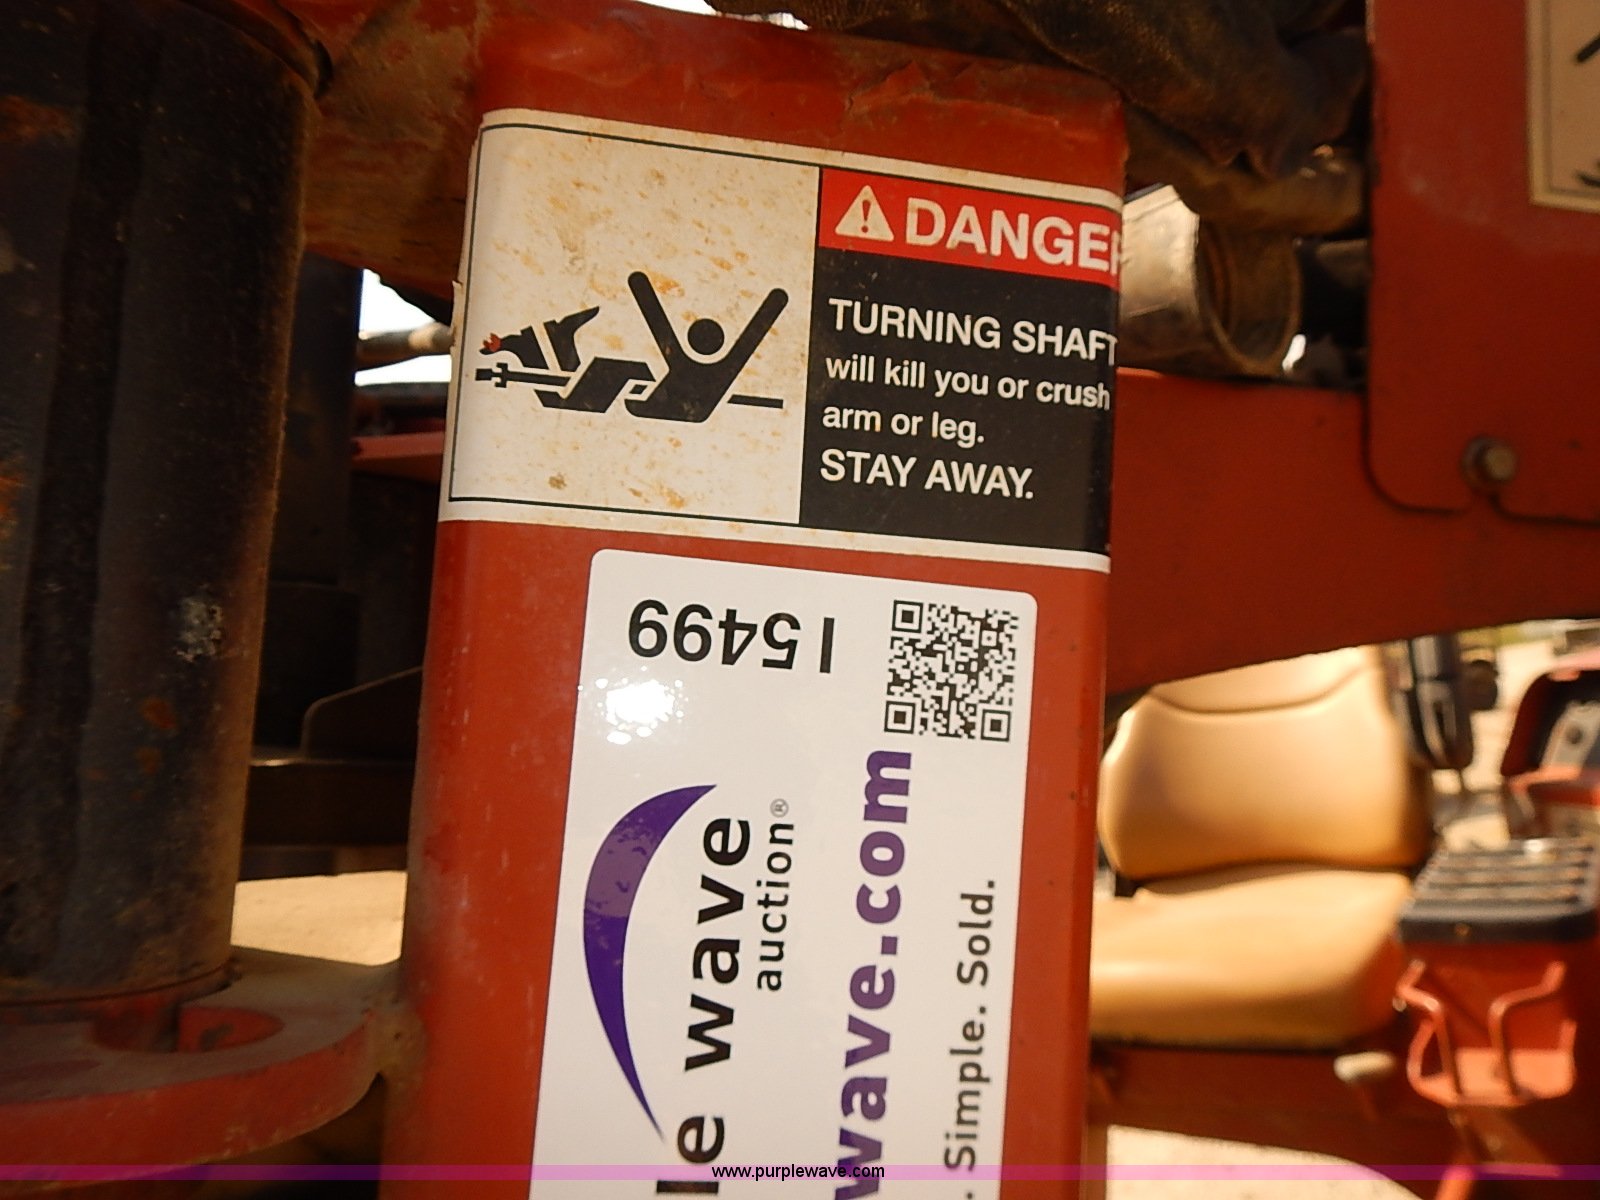 DANGER
TURNING SHAFT
will kill you or crush
arm or leg.
STAY AWAY.
15499
le wave
auction®
wave.com
. Simple. Sold.
www.purplewave.com